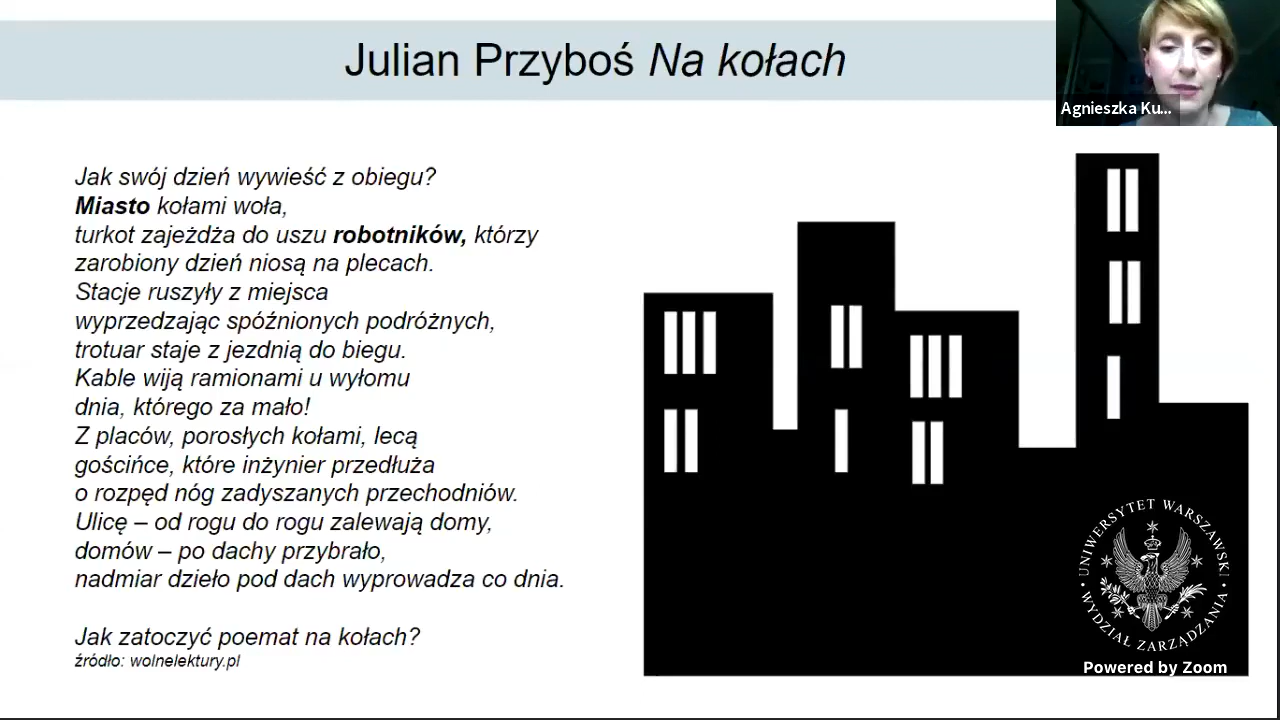 Julian Przyboś Na kołach
Agnieszka Ku...
Jak swój dzień wywieść z obiegu?
Miasto kołami woła,
turkot zajeżdża do uszu robotników, którzy
zarobiony dzień niosą na plecach.
Stacje ruszyły z miejsca
wyprzedzając spóźnionych podróżnych,
trotuar staje z jezdnią do biegu.
Kable wiją ramionami u wyłomu
dnia, którego za mało!
Z placów, porosłych kołami, lecą
gościńce, które inżynier przedłuża
o rozpęd nóg zadyszanych przechodniów.
Ulicę – od rogu do rogu zalewają domy,
domów – po dachy przybrało,
nadmiar dzieło pod dach wyprowadza co dnia.
Jak zatoczyć poemat na kołach?
źródło: wolnelektury.pl
• UNIWERSYTET WARSZAWSKI •
WYDZIAŁ ZARZĄDZANIA
Powered by Zoom